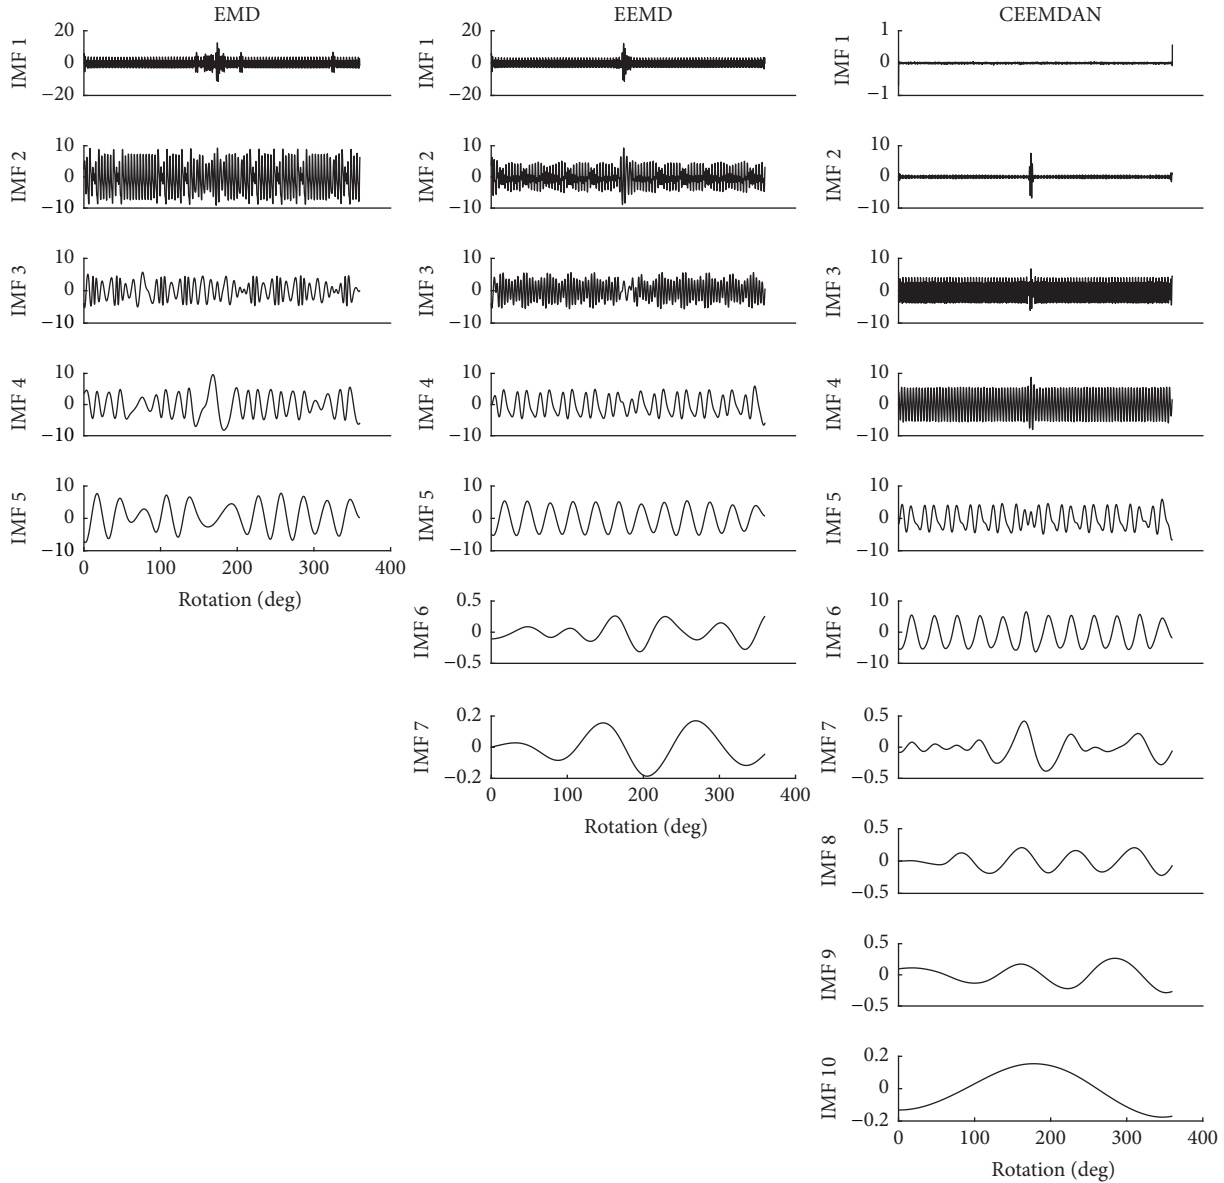 EMD
20
0
−20
IMF 1
10
0
−10
IMF 2
10
0
−10
IMF 3
10
0
−10
IMF 4
10
0
−10
IMF 5
0 100 200 300 400
Rotation (deg)
EEMD
20
0
−20
IMF 1
10
0
−10
IMF 2
10
0
−10
IMF 3
10
0
−10
IMF 4
10
0
−10
IMF 5
0.5
0
−0.5
IMF 6
0.2
0
−0.2
IMF 7
0 100 200 300 400
Rotation (deg)
CEEMDAN
1
0
−1
IMF 1
10
0
−10
IMF 2
10
0
−10
IMF 3
10
0
−10
IMF 4
10
0
−10
IMF 5
10
0
−10
IMF 6
0.5
0
−0.5
IMF 7
0.5
0
−0.5
IMF 8
0.5
0
−0.5
IMF 9
0.2
0
−0.2
IMF 10
0 100 200 300 400
Rotation (deg)